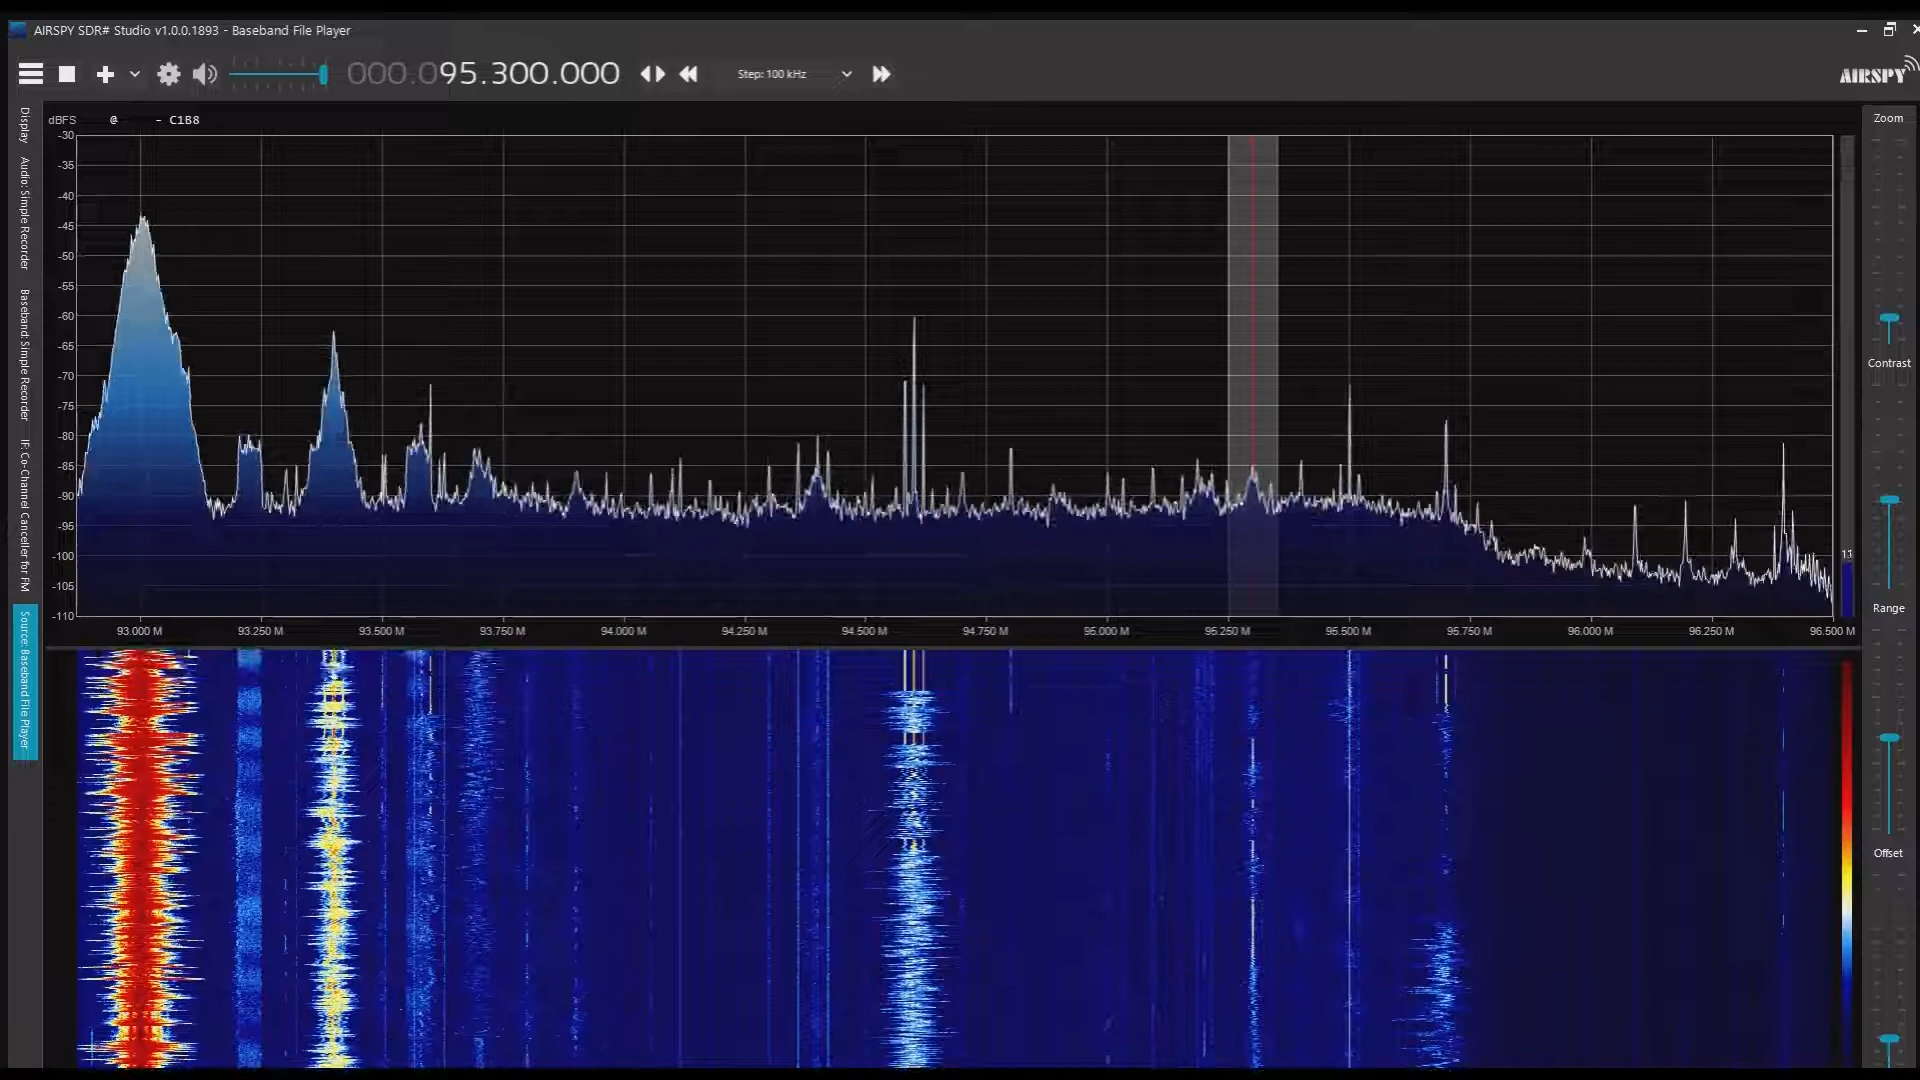 AIRSPY SDR# Studio v1.0.0.1893 - Baseband File Player
000.095.300.000
Step: 100 kHz
AIRSPY
dBFS @ - C1B8
-30
-35
-40
-45
-50
-55
-60
-65
-70
-75
-80
-85
-90
-95
-100
-105
-110
93.000 M 93.250 M 93.500 M 93.750 M 94.000 M 94.250 M 94.500 M 94.750 M 95.000 M 95.250 M 95.500 M 95.750 M 96.000 M 96.250 M 96.500 M
Display
Audio: Simple Recorder
Baseband: Simple Recorder
IF: Co-Channel Canceller for FM
Source: Baseband File Player
Zoom
Contrast
13
Range
Offset